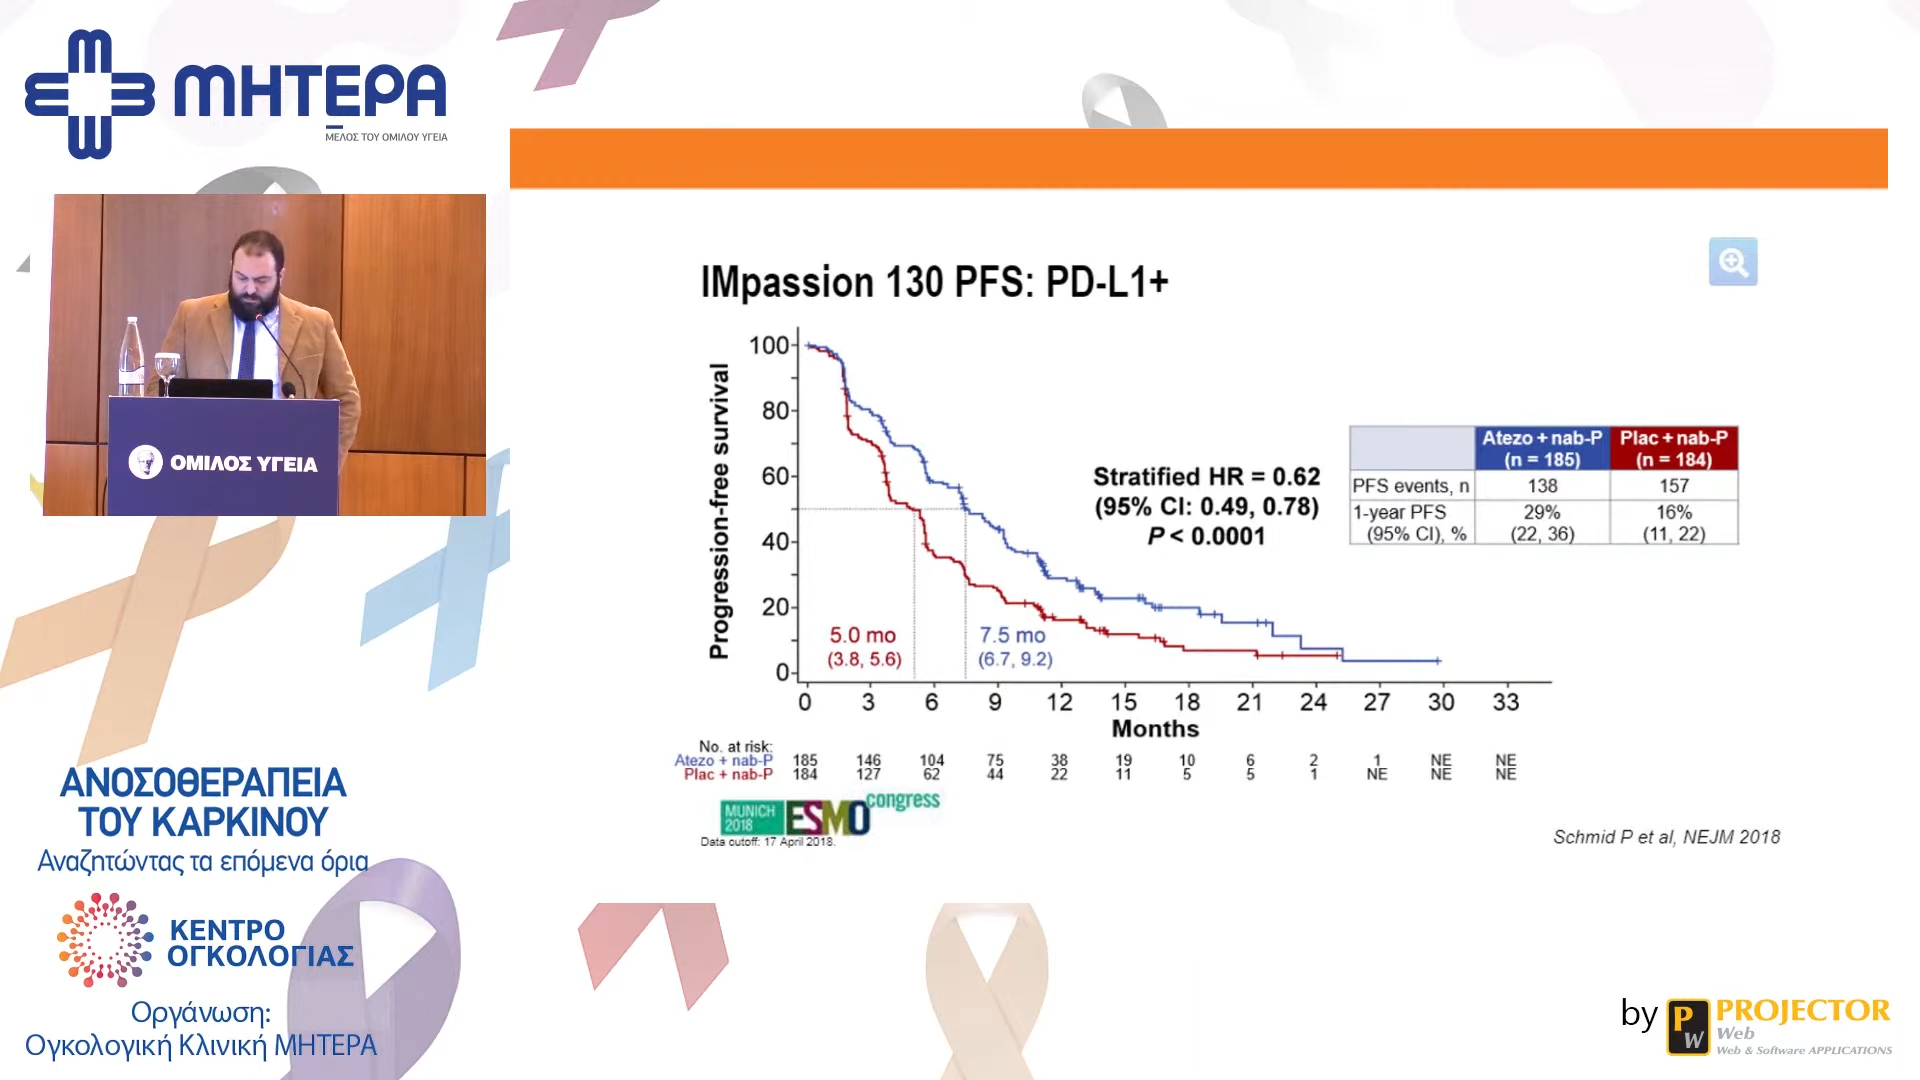 ΜΗΤΕΡΑ
ΜΕΛΟΣ ΤΟΥ ΟΜΙΛΟΥ ΥΓΕΙΑ
ΟΜΙΛΟΣ ΥΓΕΙΑ
ΑΝΟΣΟΘΕΡΑΠΕΙΑ
ΤΟΥ ΚΑΡΚΙΝΟΥ
Αναζητώντας τα επόμενα όρια
ΚΕΝΤΡΟ
ΟΓΚΟΛΟΓΙΑΣ
Οργάνωση:
Ογκολογική Κλινική ΜΗΤΕΡΑ
IMpassion 130 PFS: PD-L1+
Progression-free survival
100
80
60
40
20
0
5.0 mo
(3.8, 5.6)
7.5 mo
(6.7, 9.2)
Stratified HR = 0.62
(95% CI: 0.49, 0.78)
P < 0.0001
Atezo + nab-P Plac + nab-P
(n = 185) (n = 184)
PFS events, n 138 157
1-year PFS 29% 16%
(95% CI), % (22, 36) (11, 22)
0 3 6 9 12 15 18 21 24 27 30 33
Months
No. at risk:
Atezo + nab-P 185 146 104 75 38 19 10 6 2 1 NE NE
Plac + nab-P 184 127 62 44 22 11 5 5 1 NE NE NE
MUNICH
2018
ESMO congress
Data cutoff: 17 April 2018.
Schmid P et al, NEJM 2018
by PW PROJECTOR
Web
Web & Software APPLICATIONS